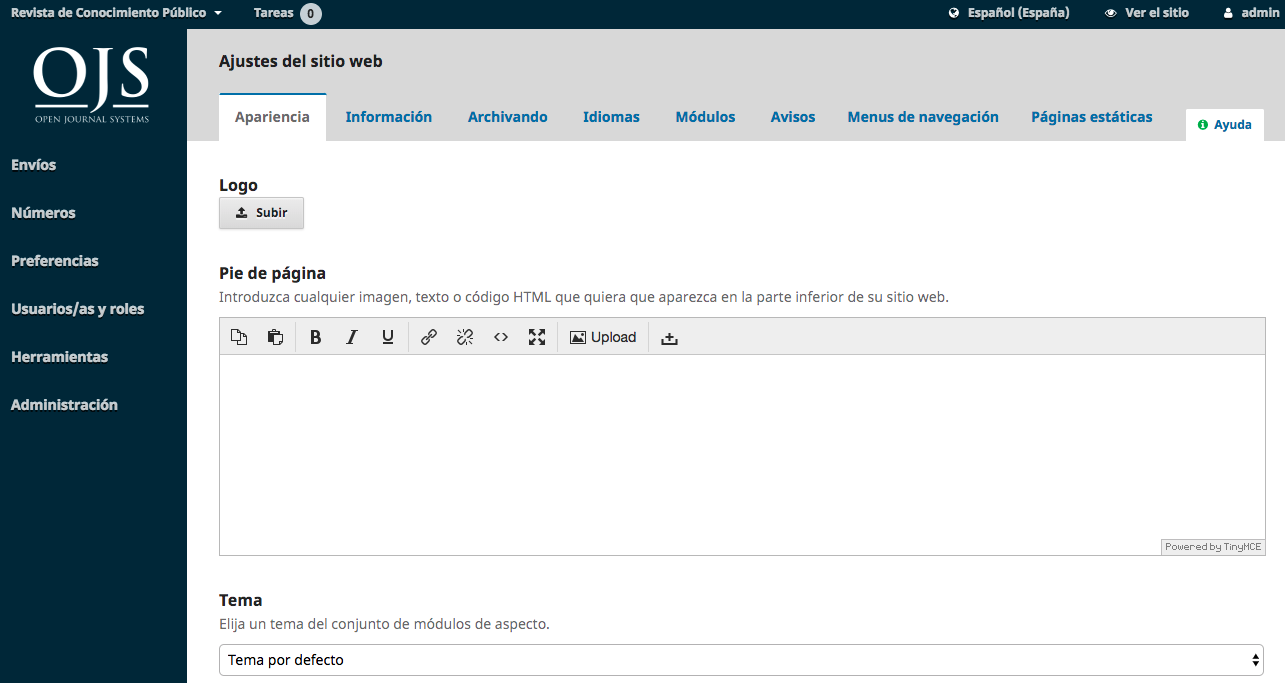 Revista de Conocimiento Público Tareas 0 Español (España) Ver el sitio admin
OJS
OPEN JOURNAL SYSTEMS
Envíos
Números
Preferencias
Usuarios/as y roles
Herramientas
Administración
Ajustes del sitio web
Apariencia Información Archivando Idiomas Módulos Avisos Menus de navegación Páginas estáticas Ayuda
Logo
Subir
Pie de página
Introduzca cualquier imagen, texto o código HTML que quiera que aparezca en la parte inferior de su sitio web.
B I U Upload
Powered by TinyMCE
Tema
Elija un tema del conjunto de módulos de aspecto.
Tema por defecto